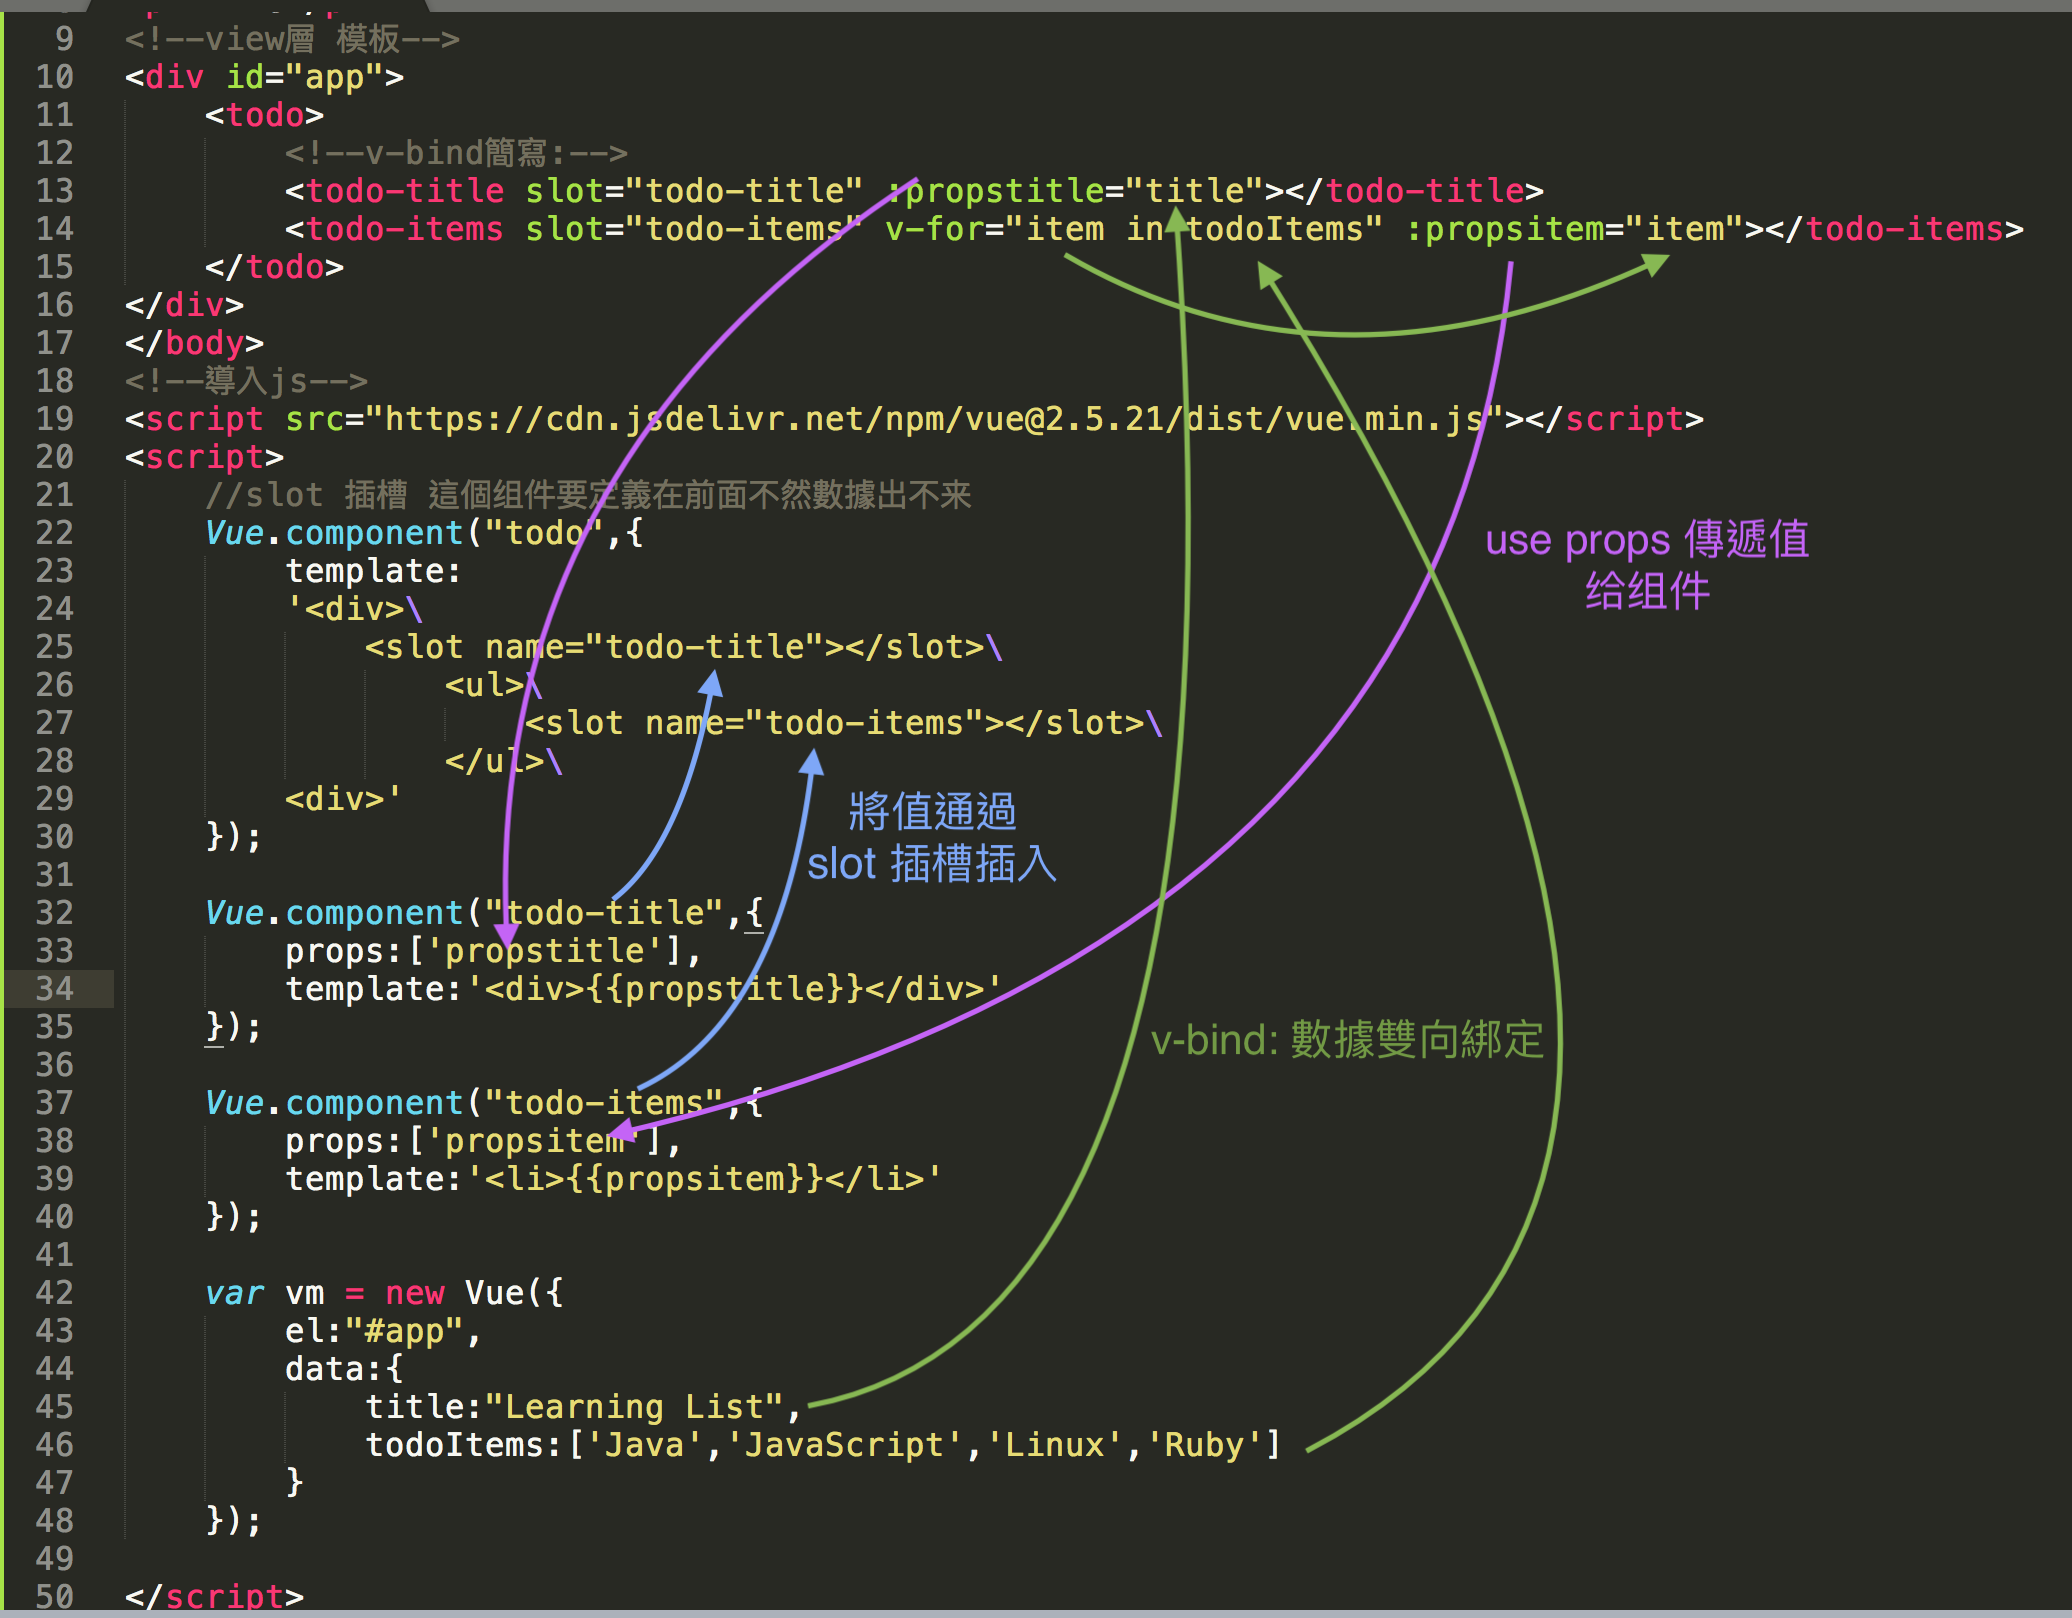 9 <!--view層 模板-->
10 <div id="app">
11 <todo>
12 <!--v-bind簡寫:-->
13 <todo-title slot="todo-title" :propstitle="title"></todo-title>
14 <todo-items slot="todo-items" v-for="item in todoItems" :propsitem="item"></todo-items>
15 </todo>
16 </div>
17 </body>
18 <!--導入js-->
19 <script src="https://cdn.jsdelivr.net/npm/vue@2.5.21/dist/vue.min.js"></script>
20 <script>
21 //slot 插槽 這個组件要定義在前面不然數據出不来
22 Vue.component("todo",{
23 template:
24 '<div>\
25 <slot name="todo-title"></slot>\
26 <ul>\
27 <slot name="todo-items"></slot>\
28 </ul>\
29 <div>'
30 });
31
32 Vue.component("todo-title",{
33 props:['propstitle'],
34 template:'<div>{{propstitle}}</div>'
35 });
36
37 Vue.component("todo-items",{
38 props:['propsitem'],
39 template:'<li>{{propsitem}}</li>'
40 });
41
42 var vm = new Vue({
43 el:"#app",
44 data:{
45 title:"Learning List",
46 todoItems:['Java','JavaScript','Linux','Ruby']
47 }
48 });
49
50 </script>
use props 傳遞值
给组件
將值通過
slot 插槽插入
v-bind: 數據雙向綁定